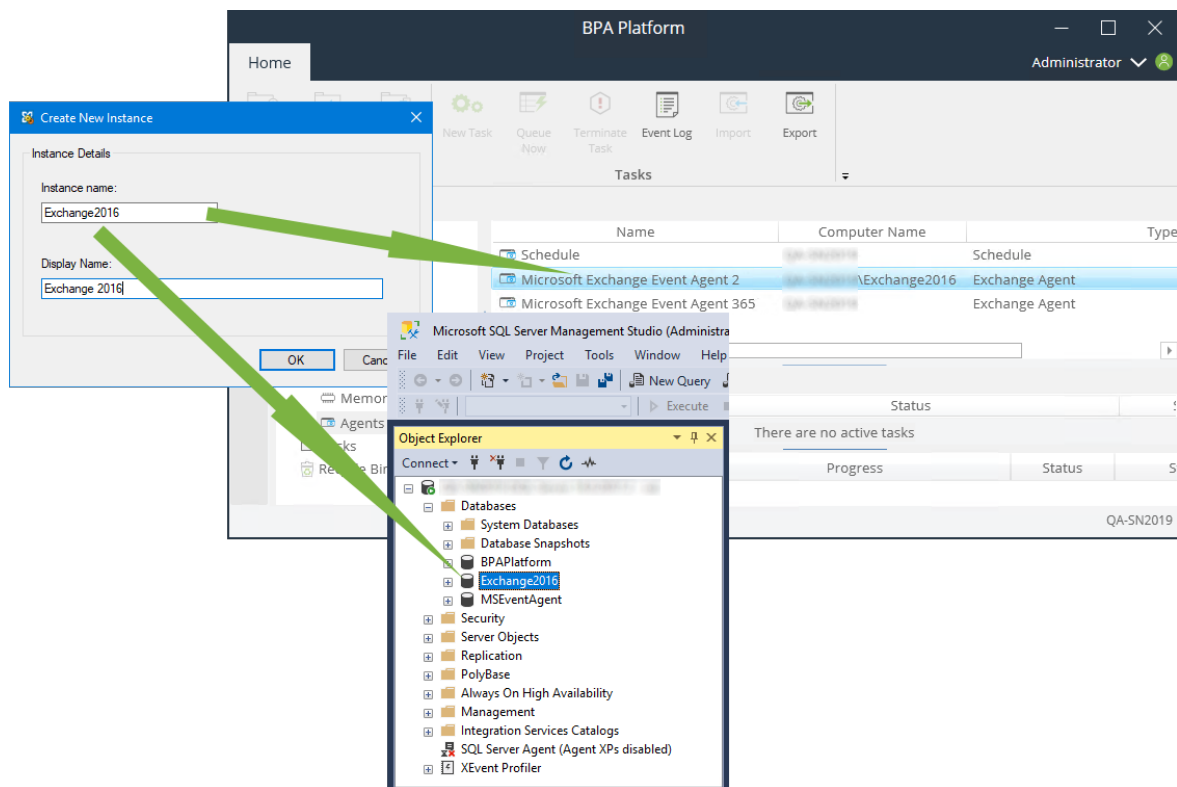 BPA Platform
Home
Administrator
New Task
Queue Now
Terminate Task
Event Log
Import
Export
Tasks
Create New Instance
Instance Details
Instance name:
Exchange2016
Display Name:
Exchange 2016
OK
Name Computer Name Type
Schedule Schedule
Microsoft Exchange Event Agent 2 \Exchange2016 Exchange Agent
Microsoft Exchange Event Agent 365 Exchange Agent
Agents
Status
There are no active tasks
Progress Status
QA-SN2019
Microsoft SQL Server Management Studio (Administra
File Edit View Project Tools Window Help
New Query
Execute
Object Explorer
Connect
Databases
System Databases
Database Snapshots
BPAPlatform
Exchange2016
MSEventAgent
Security
Server Objects
Replication
PolyBase
Always On High Availability
Management
Integration Services Catalogs
SQL Server Agent (Agent XPs disabled)
XEvent Profiler